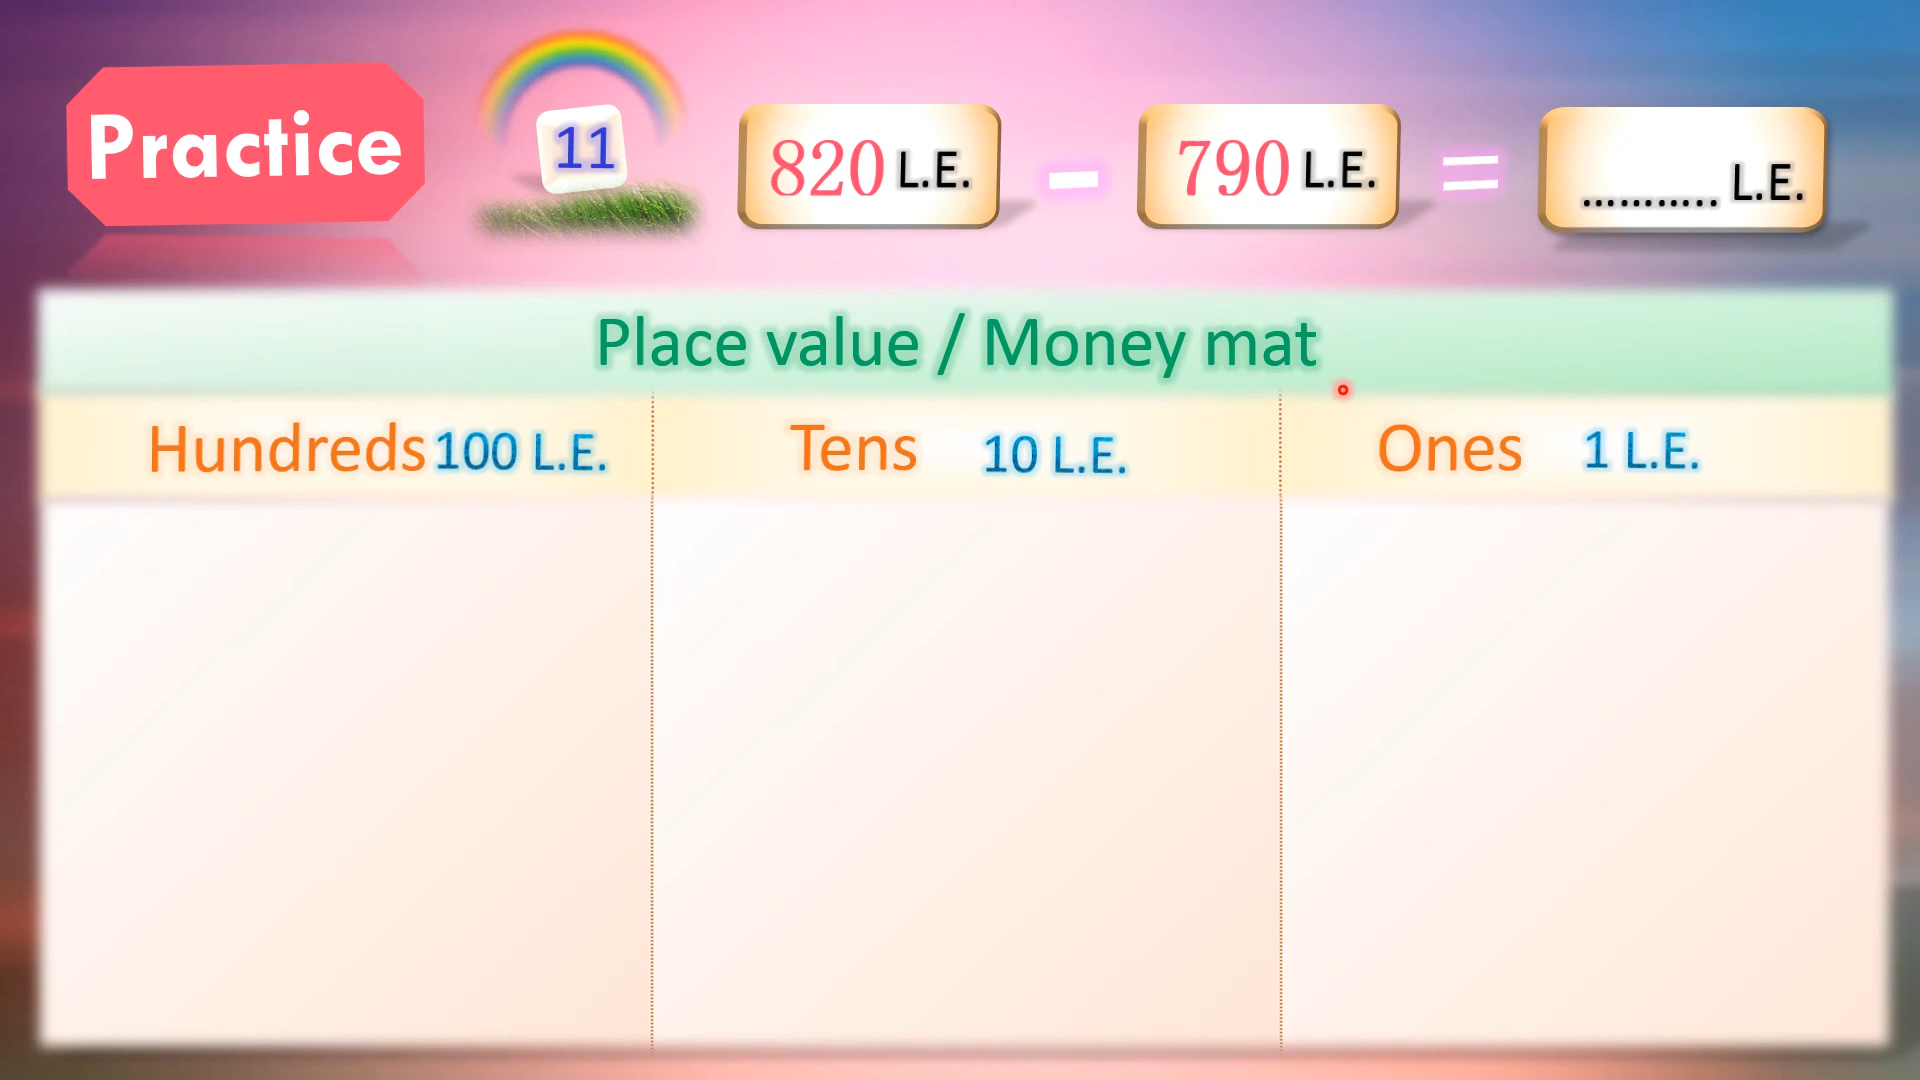 Practice 11 820 L.E. - 790 L.E. = ........... L.E.
Place value / Money mat
Hundreds 100 L.E. Tens 10 L.E. Ones 1 L.E.